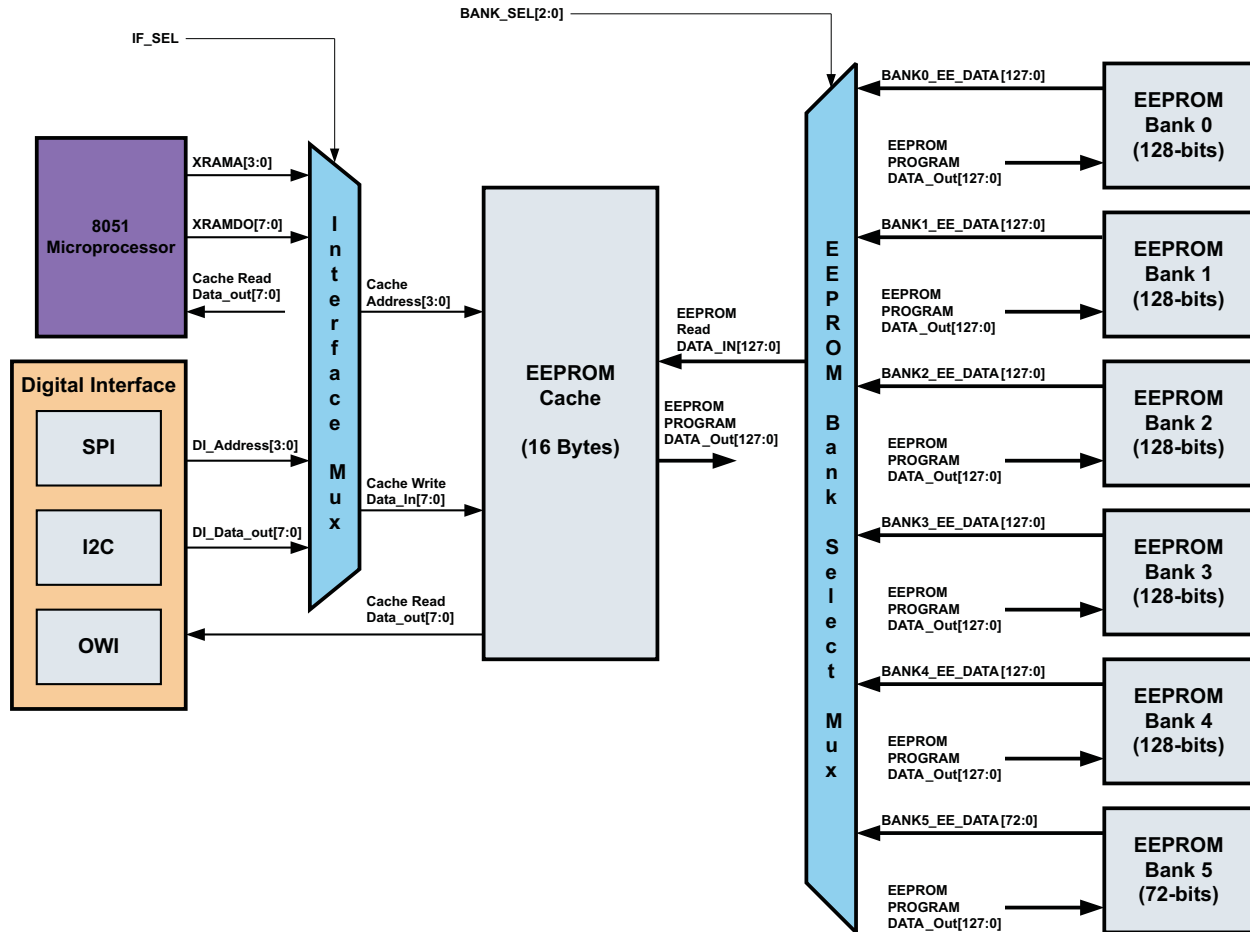 BANK_SEL[2:0]
IF_SEL
8051
Microprocessor
XRAMA[3:0]
XRAMDO[7:0]
Cache Read
Data_out[7:0]
Digital Interface
SPI
I2C
OWI
DI_Address[3:0]
DI_Data_out[7:0]
Cache Read
Data_out[7:0]
Interface Mux
Cache
Address[3:0]
Cache Write
Data_In[7:0]
EEPROM
Cache
(16 Bytes)
EEPROM
Read
DATA_IN[127:0]
EEPROM
PROGRAM
DATA_Out[127:0]
EEPROM Bank Select Mux
BANK0_EE_DATA[127:0]
EEPROM
PROGRAM
DATA_Out[127:0]
EEPROM
Bank 0
(128-bits)
BANK1_EE_DATA[127:0]
EEPROM
PROGRAM
DATA_Out[127:0]
EEPROM
Bank 1
(128-bits)
BANK2_EE_DATA[127:0]
EEPROM
PROGRAM
DATA_Out[127:0]
EEPROM
Bank 2
(128-bits)
BANK3_EE_DATA[127:0]
EEPROM
PROGRAM
DATA_Out[127:0]
EEPROM
Bank 3
(128-bits)
BANK4_EE_DATA[127:0]
EEPROM
PROGRAM
DATA_Out[127:0]
EEPROM
Bank 4
(128-bits)
BANK5_EE_DATA[72:0]
EEPROM
PROGRAM
DATA_Out[127:0]
EEPROM
Bank 5
(72-bits)